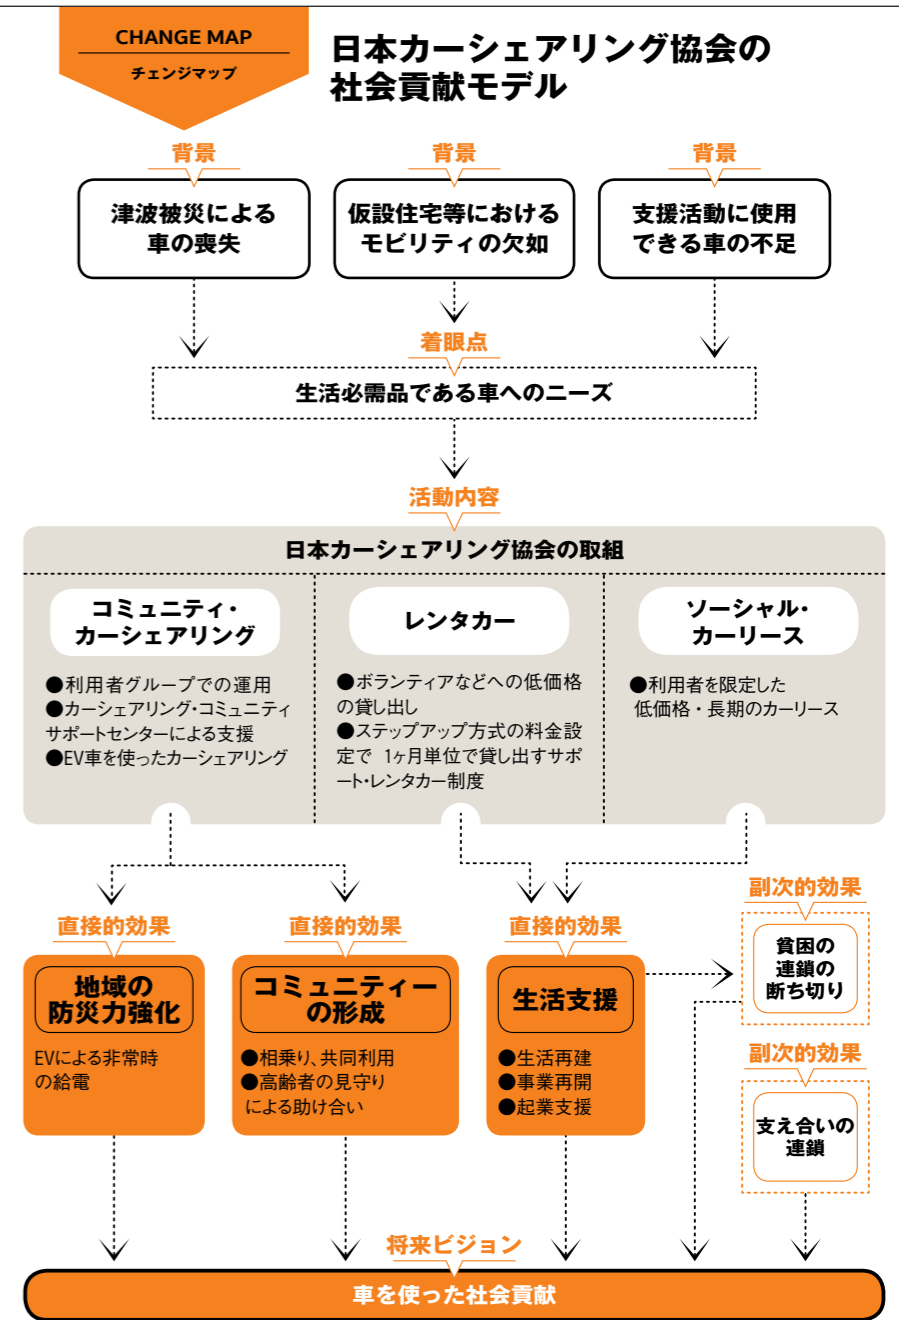 CHANGE MAP
チェンジマップ
日本カーシェアリング協会の
社会貢献モデル
背景
津波被災による
車の喪失
背景
仮設住宅等における
モビリティの欠如
背景
支援活動に使用
できる車の不足
着眼点
生活必需品である車へのニーズ
活動内容
日本カーシェアリング協会の取組
コミュニティ・
カーシェアリング
●利用者グループでの運用
●カーシェアリング・コミュニティ
サポートセンターによる支援
●EV車を使ったカーシェアリング
レンタカー
●ボランティアなどへの低価格
の貸し出し
●ステップアップ方式の料金設
定で 1ヶ月単位で貸し出すサポ
ート・レンタカー制度
ソーシャル・
カーリース
●利用者を限定した
低価格・長期のカーリース
直接的効果
地域の
防災力強化
EVによる非常時
の給電
直接的効果
コミュニティー
の形成
●相乗り、共同利用
●高齢者の見守り
による助け合い
直接的効果
生活支援
●生活再建
●事業再開
●起業支援
副次的効果
貧困の
連鎖の
断ち切り
副次的効果
支え合いの
連鎖
将来ビジョン
車を使った社会貢献